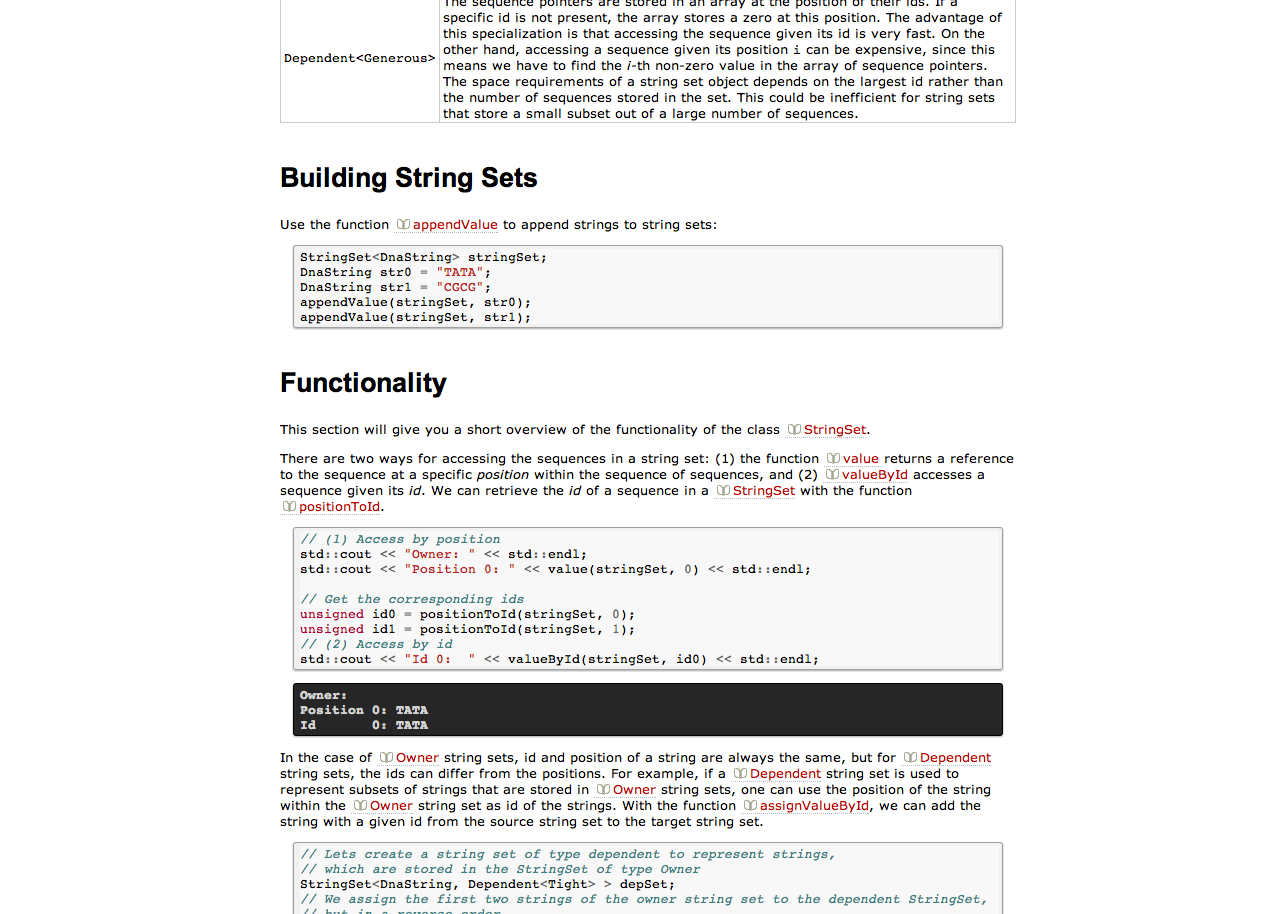 The sequence pointers are stored in an array at the position of their ids. If a
specific id is not present, the array stores a zero at this position. The advantage of
this specialization is that accessing the sequence given its id is very fast. On the
other hand, accessing a sequence given its position i can be expensive, since this
Dependent<Generous>
means we have to find the i-th non-zero value in the array of sequence pointers.
The space requirements of a string set object depends on the largest id rather than
the number of sequences stored in the set. This could be inefficient for string sets
that store a small subset out of a large number of sequences.
Building String Sets
Use the function appendValue to append strings to string sets:
StringSet<DnaString> stringSet;
DnaString str0 = "TATA";
DnaString str1 = "CGCG";
appendValue(stringSet, str0);
appendValue(stringSet, str1);
Functionality
This section will give you a short overview of the functionality of the class StringSet.
There are two ways for accessing the sequences in a string set: (1) the function value returns a reference
to the sequence at a specific position within the sequence of sequences, and (2) valueById accesses a
sequence given its id. We can retrieve the id of a sequence in a StringSet with the function
positionToId.
// (1) Access by position
std::cout << "Owner: " << std::endl;
std::cout << "Position 0: " << value(stringSet, 0) << std::endl;
// Get the corresponding ids
unsigned id0 = positionToId(stringSet, 0);
unsigned id1 = positionToId(stringSet, 1);
// (2) Access by id
std::cout << "Id 0:  " << valueById(stringSet, id0) << std::endl;
Owner:
Position 0: TATA
Id       0: TATA
In the case of Owner string sets, id and position of a string are always the same, but for Dependent
string sets, the ids can differ from the positions. For example, if a Dependent string set is used to
represent subsets of strings that are stored in Owner string sets, one can use the position of the string
within the Owner string set as id of the strings. With the function assignValueById, we can add the
string with a given id from the source string set to the target string set.
// Lets create a string set of type dependent to represent strings,
// which are stored in the StringSet of type Owner
StringSet<DnaString, Dependent<Tight> > depSet;
// We assign the first two strings of the owner string set to the dependent StringSet,
// but in a reverse order